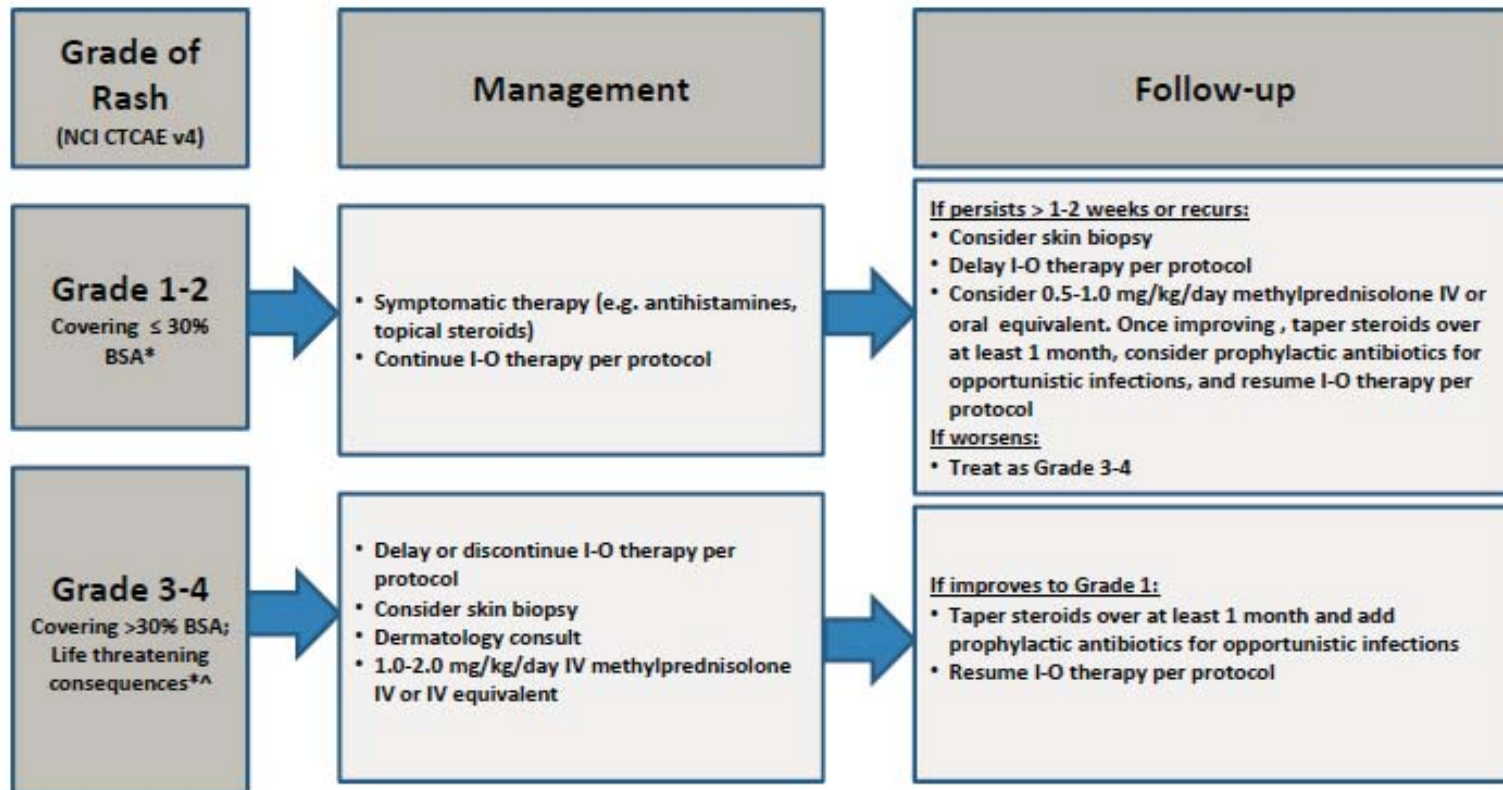 Grade of
Rash
(NCI CTCAE v4)
Management
Follow-up
Grade 1-2
Covering ≤ 30%
BSA*
• Symptomatic therapy (e.g. antihistamines,
topical steroids)
• Continue I-O therapy per protocol
If persists > 1-2 weeks or recurs:
• Consider skin biopsy
• Delay I-O therapy per protocol
• Consider 0.5-1.0 mg/kg/day methylprednisolone IV or
oral equivalent. Once improving , taper steroids over
at least 1 month, consider prophylactic antibiotics for
opportunistic infections, and resume I-O therapy per
protocol
If worsens:
• Treat as Grade 3-4
Grade 3-4
Covering >30% BSA;
Life threatening
consequences*^
• Delay or discontinue I-O therapy per
protocol
• Consider skin biopsy
• Dermatology consult
• 1.0-2.0 mg/kg/day IV methylprednisolone
IV or IV equivalent
If improves to Grade 1:
• Taper steroids over at least 1 month and add
prophylactic antibiotics for opportunistic infections
• Resume I-O therapy per protocol